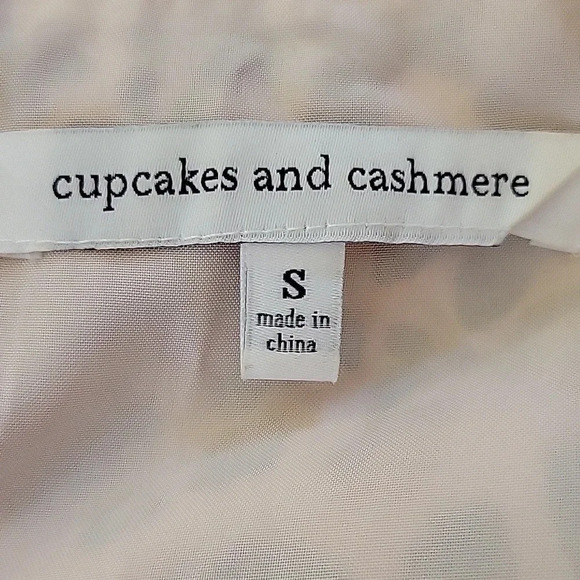 cupcakes and cashmere
S
made in
china